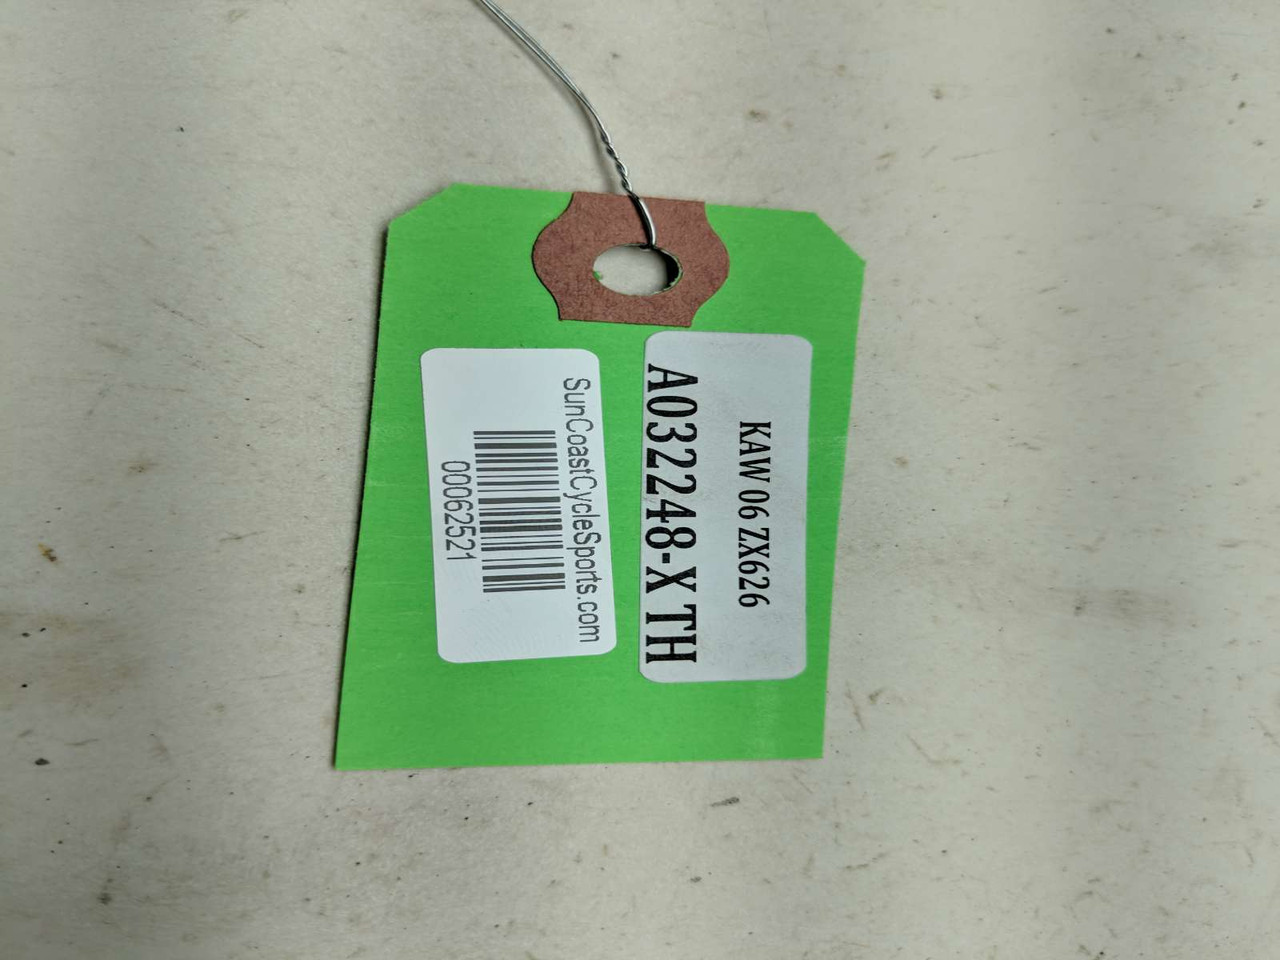 KAW 06 ZX626
A032248-X TH
SunCoastCycleSports.com
00062521